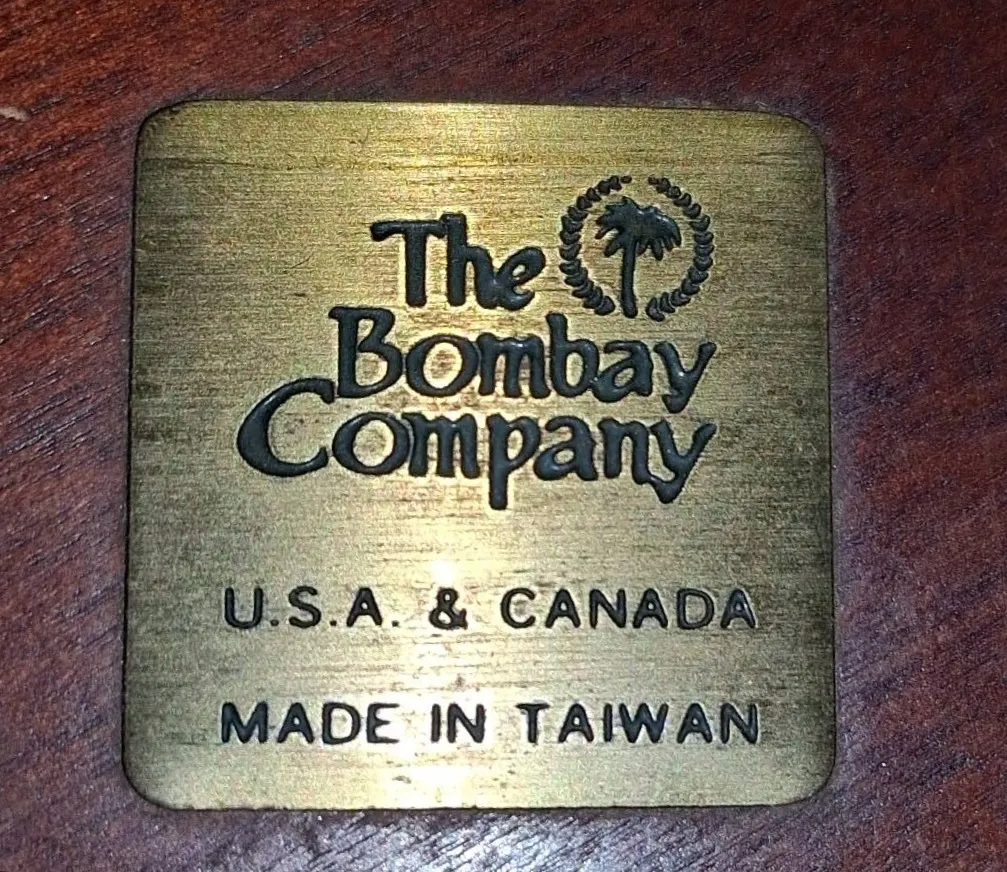 The
Bombay
Company
U.S.A. & CANADA
MADE IN TAIWAN